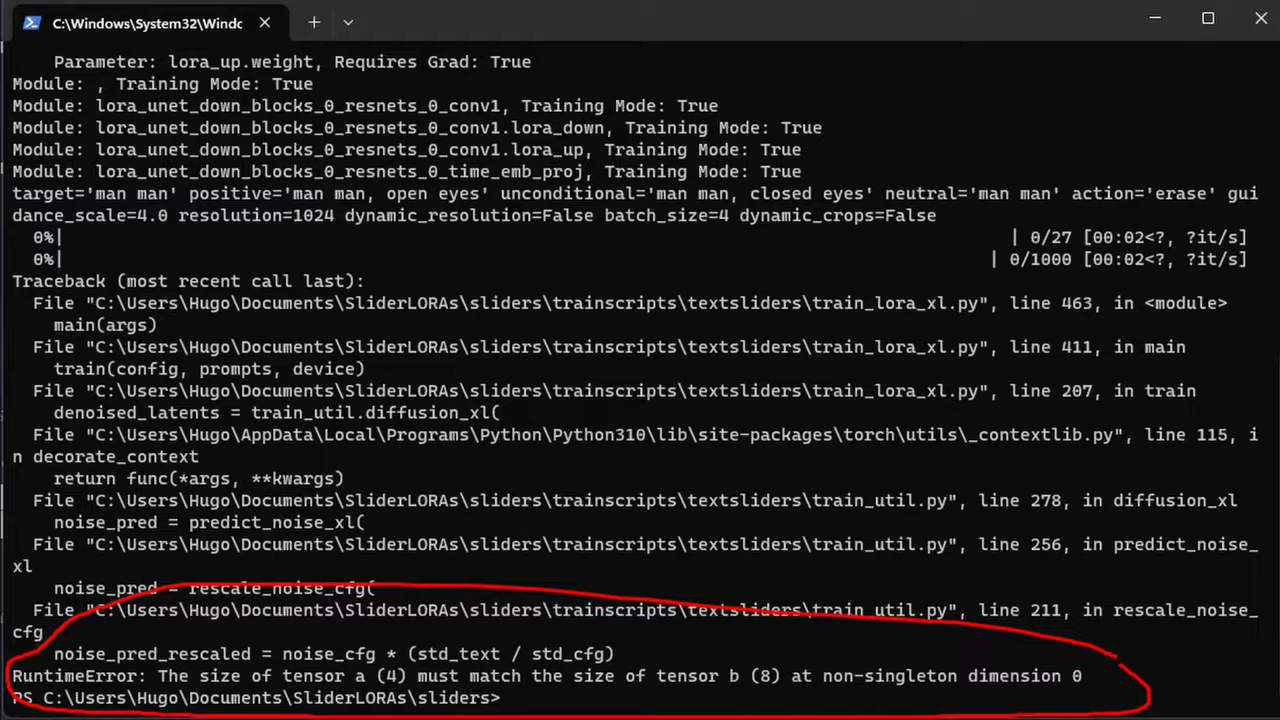 C:\Windows\System32\Windc
Parameter: lora_up.weight, Requires Grad: True
Module: , Training Mode: True
Module: lora_unet_down_blocks_0_resnets_0_conv1, Training Mode: True
Module: lora_unet_down_blocks_0_resnets_0_conv1.lora_down, Training Mode: True
Module: lora_unet_down_blocks_0_resnets_0_conv1.lora_up, Training Mode: True
Module: lora_unet_down_blocks_0_resnets_0_time_emb_proj, Training Mode: True
target='man man' positive='man man, open eyes' unconditional='man man, closed eyes' neutral='man man' action='erase' gui
dance_scale=4.0 resolution=1024 dynamic_resolution=False batch_size=4 dynamic_crops=False
0%| | 0/27 [00:02<?, ?it/s]
0%| | 0/1000 [00:02<?, ?it/s]
Traceback (most recent call last):
File "C:\Users\Hugo\Documents\SliderLORAs\sliders\trainscripts\textsliders\train_lora_xl.py", line 463, in <module>
main(args)
File "C:\Users\Hugo\Documents\SliderLORAs\sliders\trainscripts\textsliders\train_lora_xl.py", line 411, in main
train(config, prompts, device)
File "C:\Users\Hugo\Documents\SliderLORAs\sliders\trainscripts\textsliders\train_lora_xl.py", line 207, in train
denoised_latents = train_util.diffusion_xl(
File "C:\Users\Hugo\AppData\Local\Programs\Python\Python310\lib\site-packages\torch\utils\_contextlib.py", line 115, i
n decorate_context
return func(*args, **kwargs)
File "C:\Users\Hugo\Documents\SliderLORAs\sliders\trainscripts\textsliders\train_util.py", line 278, in diffusion_xl
noise_pred = predict_noise_xl(
File "C:\Users\Hugo\Documents\SliderLORAs\sliders\trainscripts\textsliders\train_util.py", line 256, in predict_noise_
xl
noise_pred = rescale_noise_cfg(
File "C:\Users\Hugo\Documents\SliderLORAs\sliders\trainscripts\textsliders\train_util.py", line 211, in rescale_noise_
cfg
noise_pred_rescaled = noise_cfg * (std_text / std_cfg)
RuntimeError: The size of tensor a (4) must match the size of tensor b (8) at non-singleton dimension 0
PS C:\Users\Hugo\Documents\SliderLORAs\sliders>